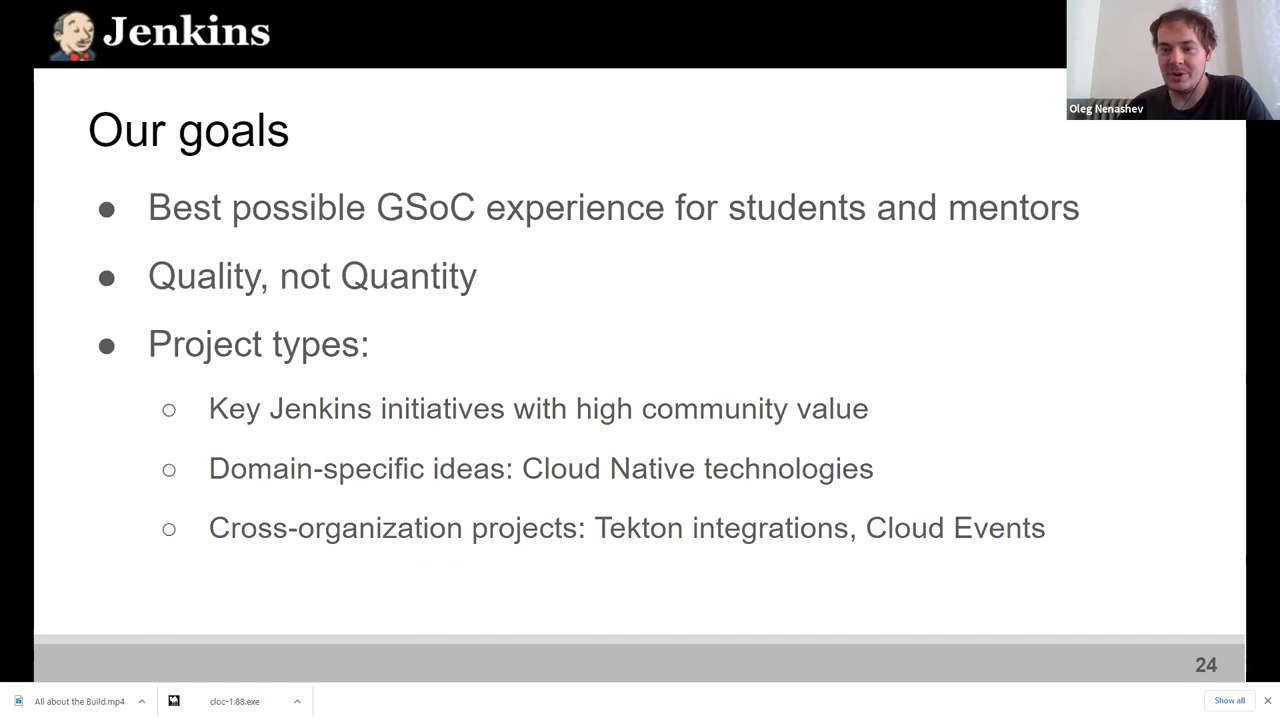 Jenkins
Oleg Nenashev
Our goals
● Best possible GSoC experience for students and mentors
● Quality, not Quantity
● Project types:
○ Key Jenkins initiatives with high community value
○ Domain-specific ideas: Cloud Native technologies
○ Cross-organization projects: Tekton integrations, Cloud Events
24
All about the Build.mp4
cloc-1.88.exe
Show all